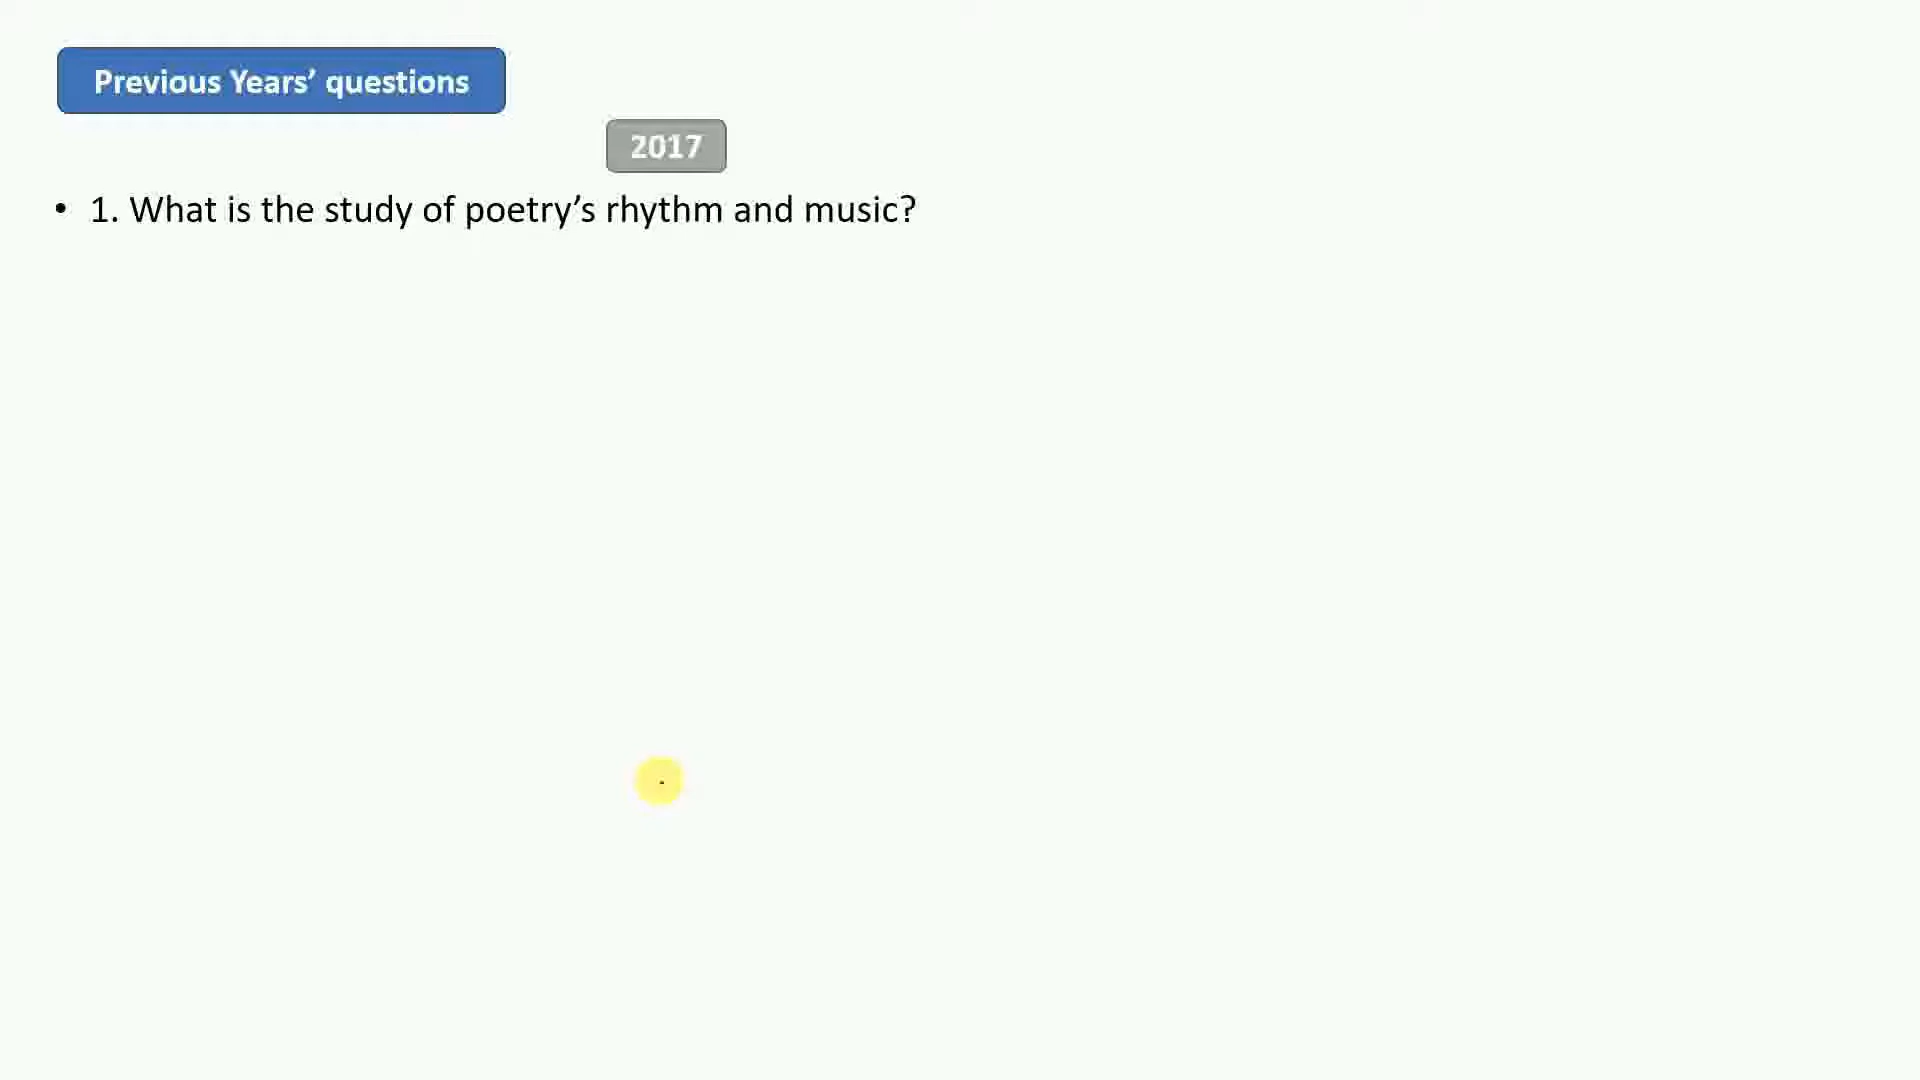 Previous Years’ questions
2017
• 1. What is the study of poetry’s rhythm and music?